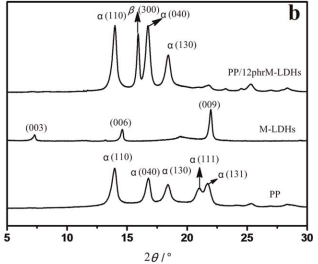 b
β (300)
α (110)
α (040)
α (130)
PP/12phrM-LDHs
(009)
(003)
(006)
M-LDHs
α (110)
α (040)
α (130)
α (111)
α (131)
PP
5 10 15 20 25 30
2θ / °